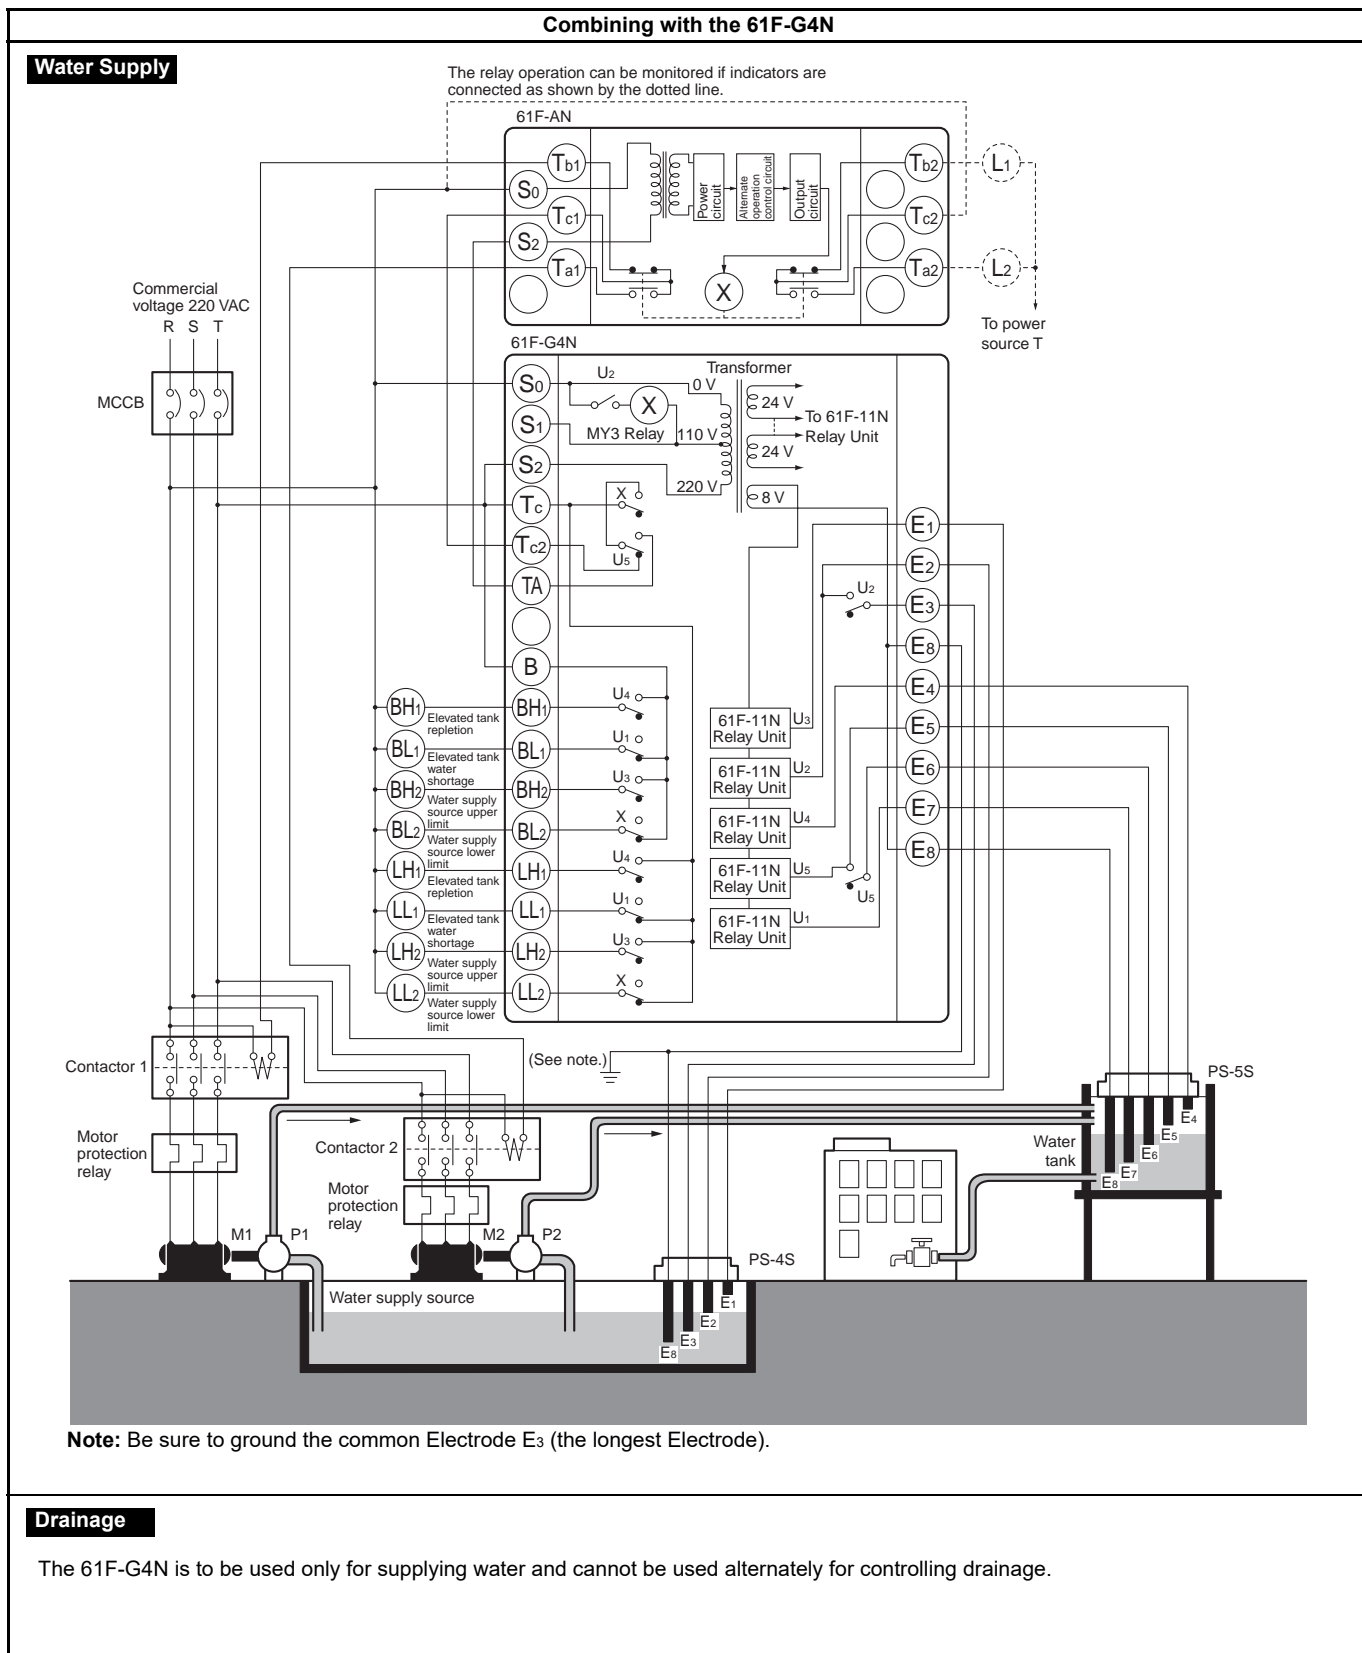 Combining with the 61F-G4N
Water Supply
The relay operation can be monitored if indicators are
connected as shown by the dotted line.
61F-AN
Tb1
S0
Tc1
S2
Ta1
Power
circuit
Alternate
operation
control circuit
Output
circuit
X
Tb2
Tc2
Ta2
L1
L2
To power
source T
Commercial
voltage 220 VAC
R S T
MCCB
61F-G4N
S0
S1
S2
Tc
Tc2
TA
B
U2
X
MY3 Relay
Transformer
0 V
110 V
220 V
24 V
24 V
8 V
To 61F-11N
Relay Unit
X
U5
E1
E2
E3
E8
E4
E5
E6
E7
E8
U2
BH1
Elevated tank
repletion
BH1
U4
BL1
Elevated tank
water
shortage
BL1
U1
BH2
Water supply
source upper
limit
BH2
U3
BL2
Water supply
source lower
limit
BL2
X
LH1
Elevated tank
repletion
LH1
U4
LL1
Elevated tank
water
shortage
LL1
U1
LH2
Water supply
source upper
limit
LH2
U3
LL2
Water supply
source lower
limit
LL2
X
61F-11N
Relay Unit
U3
61F-11N
Relay Unit
U2
61F-11N
Relay Unit
U4
61F-11N
Relay Unit
U5
U5
61F-11N
Relay Unit
U1
(See note.)
Contactor 1
Motor
protection
relay
Contactor 2
Motor
protection
relay
M1
P1
M2
P2
PS-4S
PS-5S
Water
tank
E4
E5
E6
E7
E8
Water supply source
E1
E2
E3
E8
Note: Be sure to ground the common Electrode E3 (the longest Electrode).
Drainage
The 61F-G4N is to be used only for supplying water and cannot be used alternately for controlling drainage.